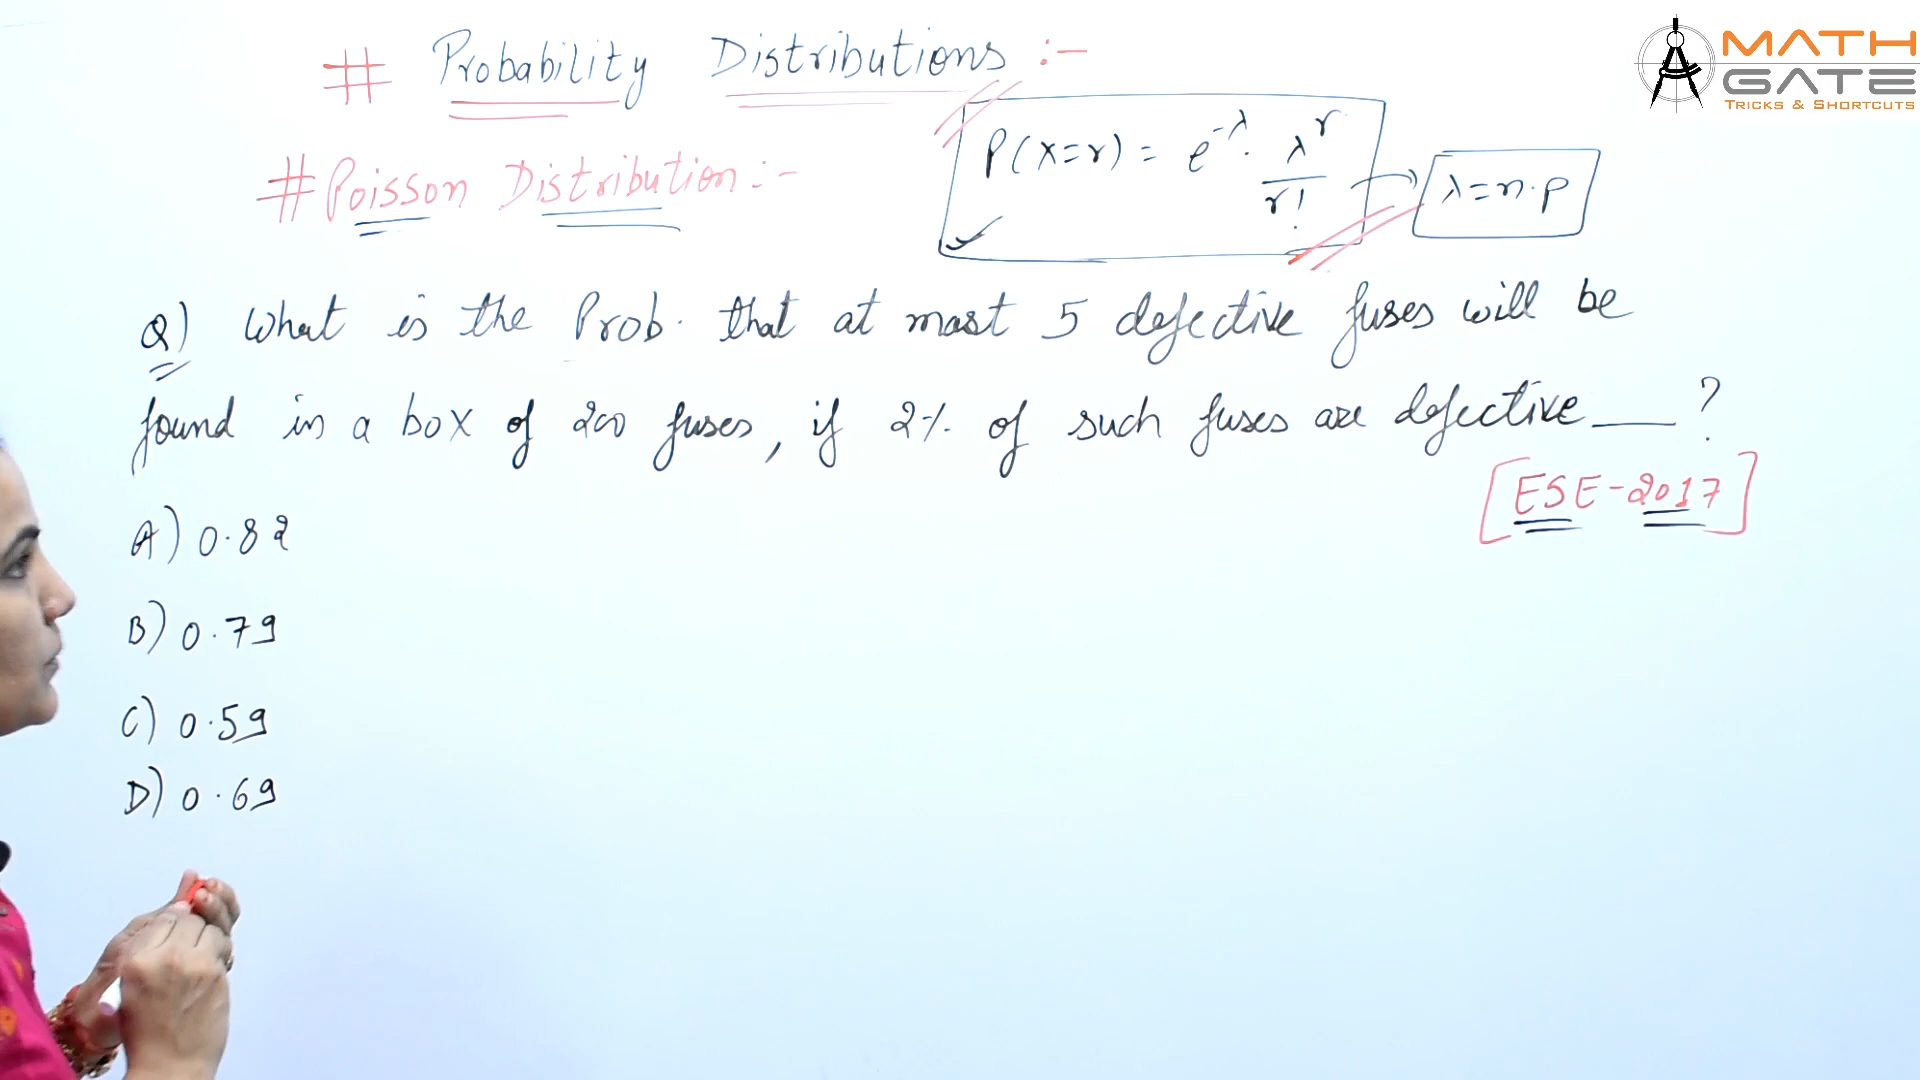 # Probability Distributions :-
MATH
GATE
TRICKS & SHORTCUTS
# Poisson Distribution :-
P(X=r) = e^-λ . λ^r / r!
λ = n.p
Q) What is the Prob. that at most 5 defective fuses will be
found in a box of 200 fuses, if 2% of such fuses are defective ___ ?
[ESE-2017]
A) 0.82
B) 0.79
C) 0.59
D) 0.69